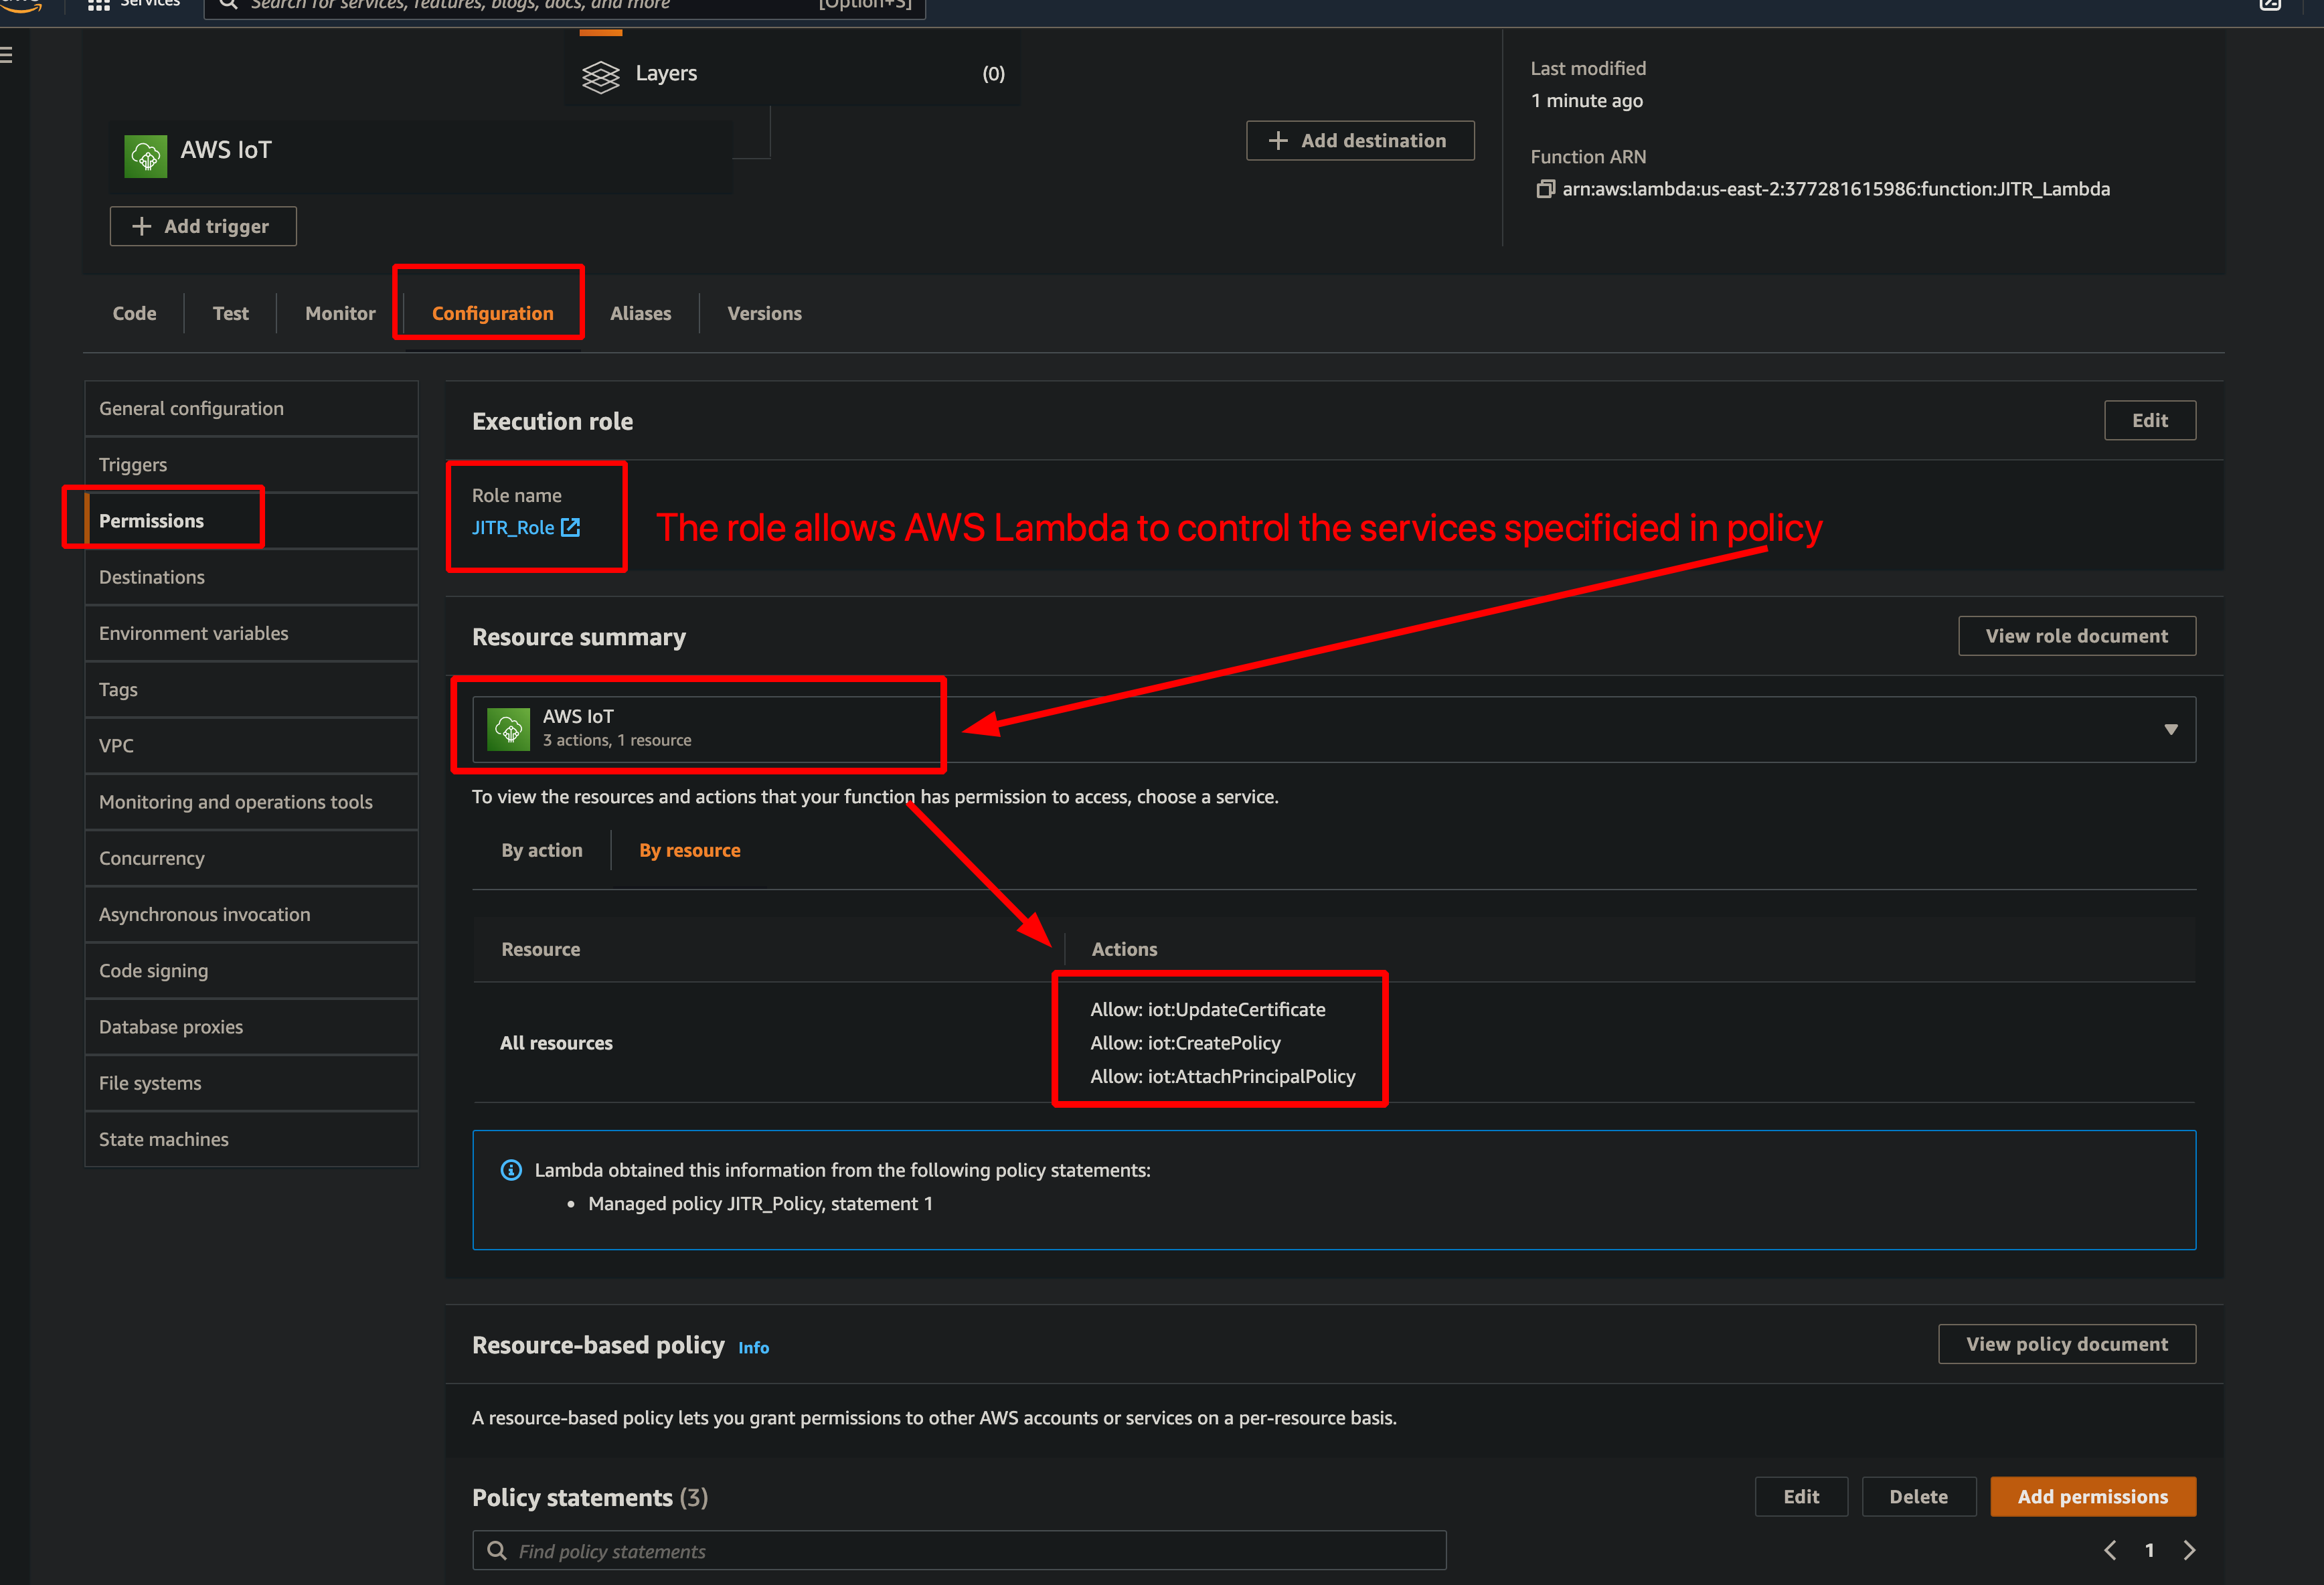 Services
Search for services, features, blogs, docs, and more
[Option+S]
Layers
(0)
Last modified
1 minute ago
AWS IoT
Add destination
Function ARN
arn:aws:lambda:us-east-2:377281615986:function:JITR_Lambda
Add trigger
Code
Test
Monitor
Configuration
Aliases
Versions
General configuration
Triggers
Permissions
Destinations
Environment variables
Tags
VPC
Monitoring and operations tools
Concurrency
Asynchronous invocation
Code signing
Database proxies
File systems
State machines
Execution role
Edit
Role name
JITR_Role
The role allows AWS Lambda to control the services specificied in policy
Resource summary
View role document
AWS IoT
3 actions, 1 resource
To view the resources and actions that your function has permission to access, choose a service.
By action
By resource
Resource
Actions
All resources
Allow: iot:UpdateCertificate
Allow: iot:CreatePolicy
Allow: iot:AttachPrincipalPolicy
Lambda obtained this information from the following policy statements:
• Managed policy JITR_Policy, statement 1
Resource-based policy Info
View policy document
A resource-based policy lets you grant permissions to other AWS accounts or services on a per-resource basis.
Policy statements (3)
Edit
Delete
Add permissions
Find policy statements
1